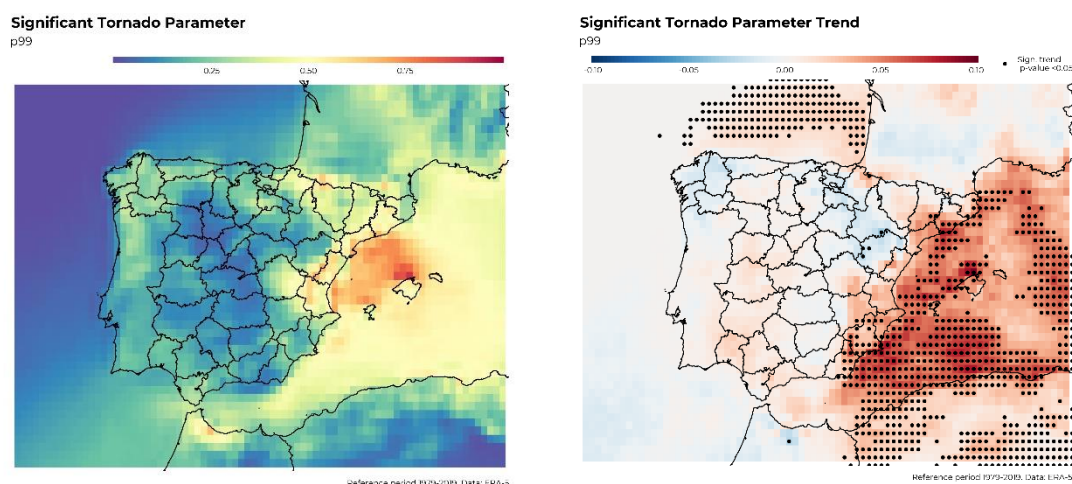 Significant Tornado Parameter
p99
0.25 0.50 0.75
Reference period 1979-2019. Data: ERA-5
Significant Tornado Parameter Trend
p99
-0.10 -0.05 0.00 0.05 0.10
Sign. trend
p-value <0.05
Reference period 1979-2019. Data: ERA-5